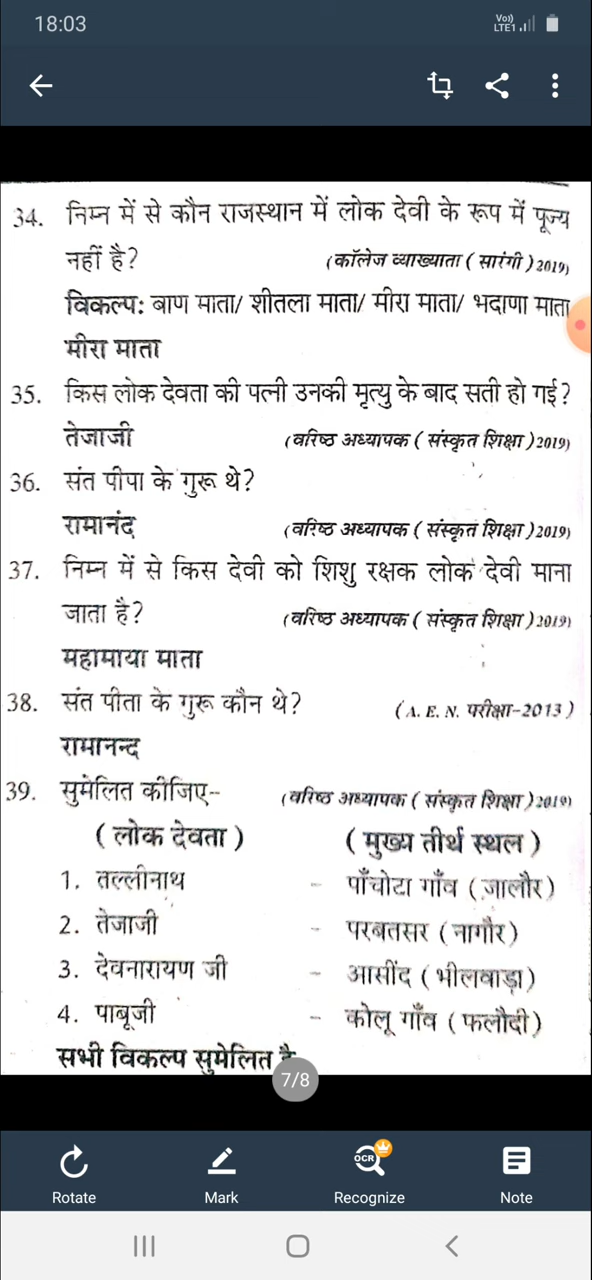 18:03
Vo)) LTE1
34. निम्न में से कौन राजस्थान में लोक देवी के रूप में पूज्य
नहीं है? (कॉलेज व्याख्याता ( सारंगी ) 2019)
विकल्प: बाण माता/ शीतला माता/ मीरा माता/ भदाणा माता
मीरा माता
35. किस लोक देवता की पत्नी उनकी मृत्यु के बाद सती हो गई?
तेजाजी (वरिष्ठ अध्यापक ( संस्कृत शिक्षा ) 2019)
36. संत पीपा के गुरू थे?
रामानंद (वरिष्ठ अध्यापक ( संस्कृत शिक्षा ) 2019)
37. निम्न में से किस देवी को शिशु रक्षक लोक देवी माना
जाता है? (वरिष्ठ अध्यापक ( संस्कृत शिक्षा ) 2019)
महामाया माता
38. संत पीता के गुरू कौन थे? ( A. E. N. परीक्षा-2013 )
रामानन्द
39. सुमेलित कीजिए- (वरिष्ठ अध्यापक ( संस्कृत शिक्षा ) 2019)
( लोक देवता ) ( मुख्य तीर्थ स्थल )
1. तल्लीनाथ - पाँचोटा गाँव ( जालौर )
2. तेजाजी - परबतसर ( नागौर )
3. देवनारायण जी - आसींद ( भीलवाड़ा )
4. पाबूजी - कोलू गाँव ( फलौदी )
सभी विकल्प सुमेलित है
7/8
OCR
Rotate Mark Recognize Note